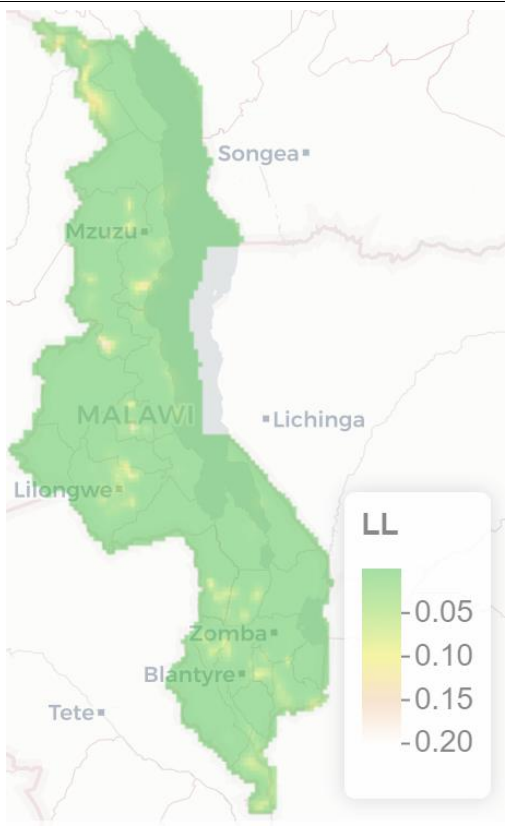 Songea
Mzuzu
MALAWI
Lichinga
Lilongwe
LL
0.05
Zomba
0.10
Blantyre
0.15
Tete
0.20